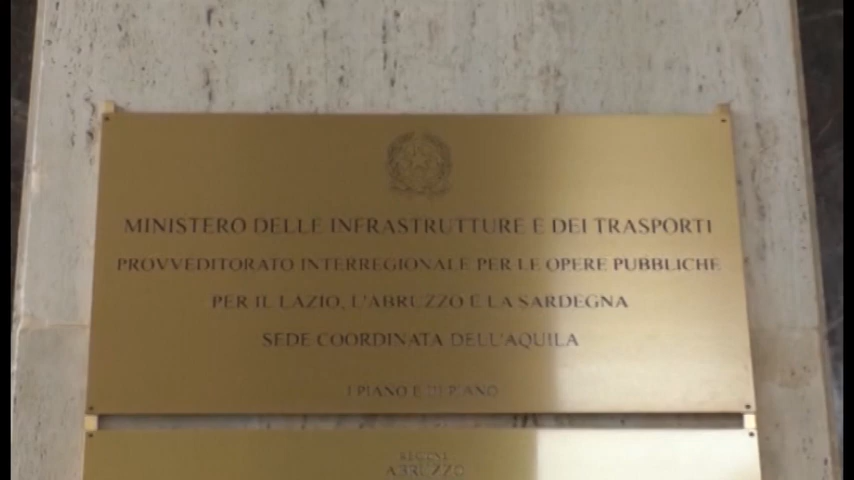 MINISTERO DELLE INFRASTRUTTURE E DEI TRASPORTI
PROVVEDITORATO INTERREGIONALE PER LE OPERE PUBBLICHE
PER IL LAZIO, L'ABRUZZO E LA SARDEGNA
SEDE COORDINATA DELL'AQUILA
I PIANO E III PIANO
REGIONE
ABRUZZO